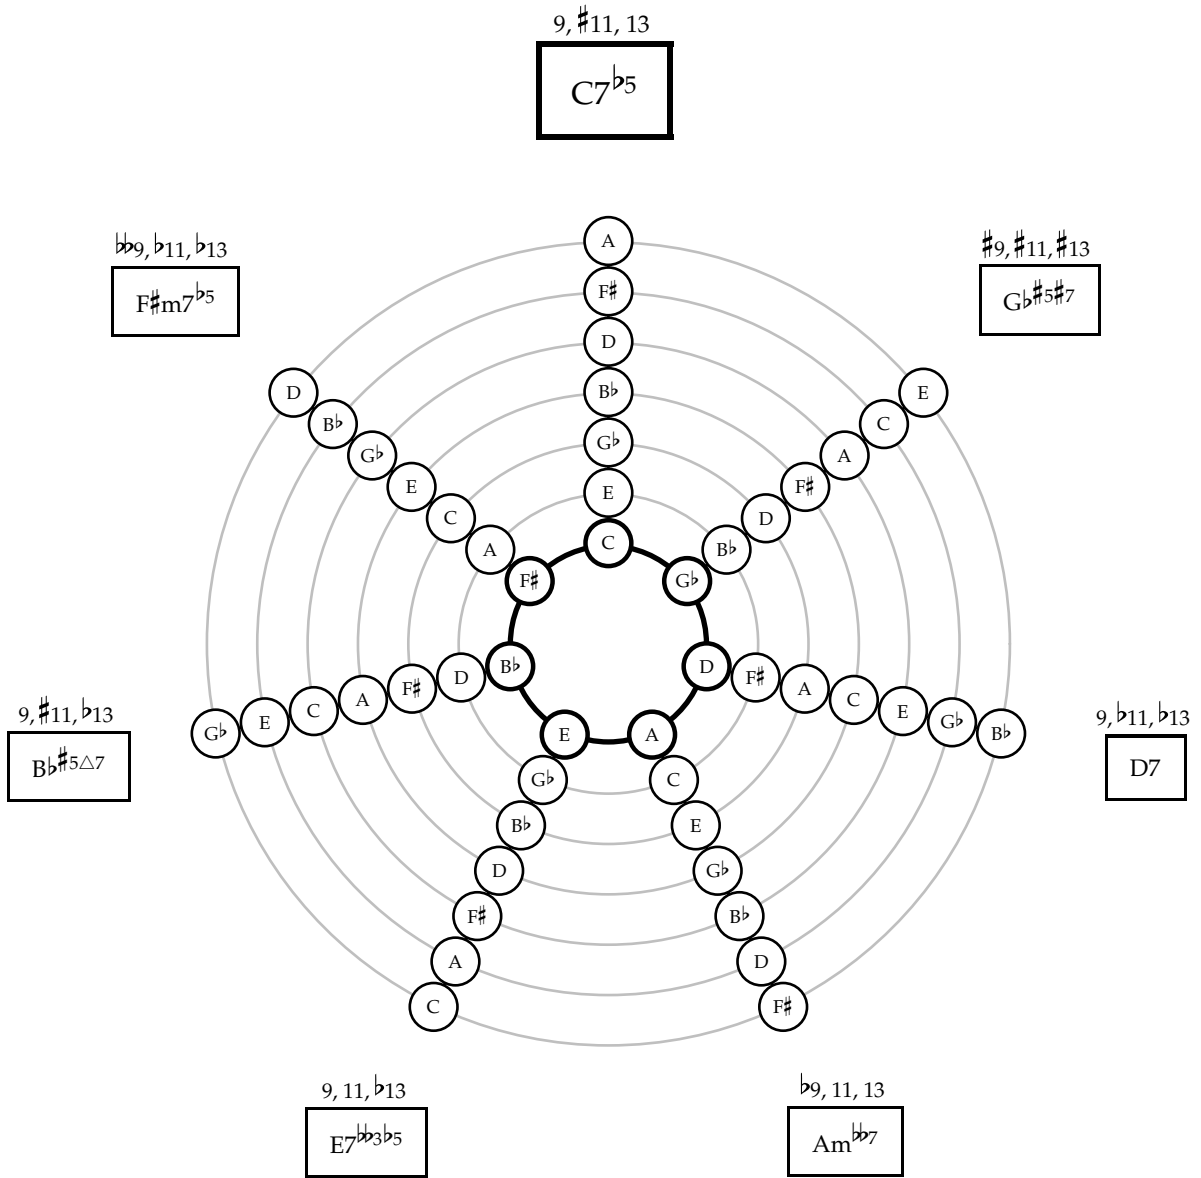 9, ♯11, 13
C7♭5
♭♭9, ♭11, ♭13
F♯m7♭5
♯9, ♯11, ♯13
G♭♯5♯7
A
F♯
D
B♭
G♭
E
C
D
B♭
G♭
E
C
A
F♯
E
C
A
F♯
D
B♭
G♭
9, ♯11, ♭13
B♭♯5△7
G♭
E
C
A
F♯
D
B♭
D
F♯
A
C
E
G♭
B♭
9, ♭11, ♭13
D7
E
G♭
B♭
D
F♯
A
C
A
C
E
G♭
B♭
D
F♯
9, 11, ♭13
E7♭♭3♭5
♭9, 11, 13
Am♭♭7